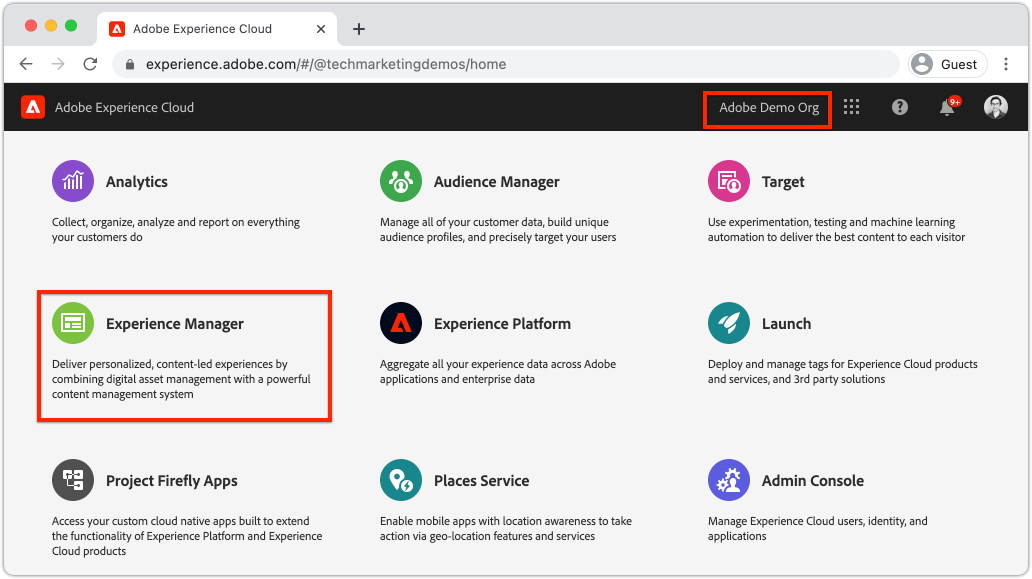 Adobe Experience Cloud
experience.adobe.com/#/@techmarketingdemos/home
Guest
Adobe Experience Cloud
Adobe Demo Org
?
9+
Analytics
Collect, organize, analyze and report on everything
your customers do
Audience Manager
Manage all of your customer data, build unique
audience profiles, and precisely target your users
Target
Use experimentation, testing and machine learning
automation to deliver the best content to each visitor
Experience Manager
Deliver personalized, content-led experiences by
combining digital asset management with a powerful
content management system
Experience Platform
Aggregate all your experience data across Adobe
applications and enterprise data
Launch
Deploy and manage tags for Experience Cloud products
and services, and 3rd party solutions
Project Firefly Apps
Access your custom cloud native apps built to extend
the functionality of Experience Platform and Experience
Cloud products
Places Service
Enable mobile apps with location awareness to take
action via geo-location features and services
Admin Console
Manage Experience Cloud users, identity, and
applications